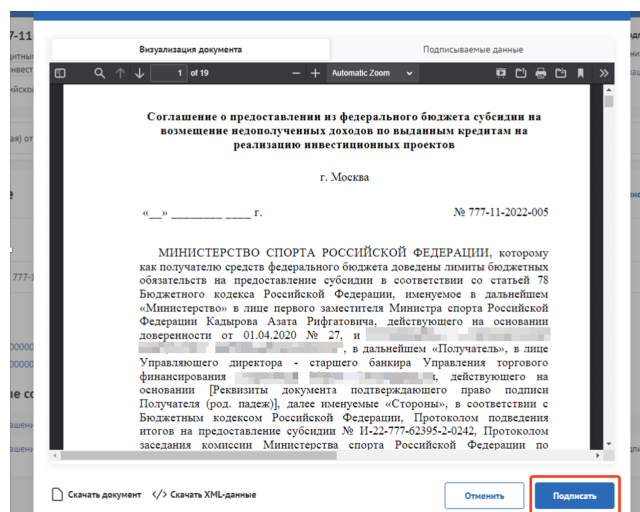 Визуализация документа
Подписываемые данные
1 of 19
Automatic Zoom
Соглашение о предоставлении из федерального бюджета субсидии на
возмещение недополученных доходов по выданным кредитам на
реализацию инвестиционных проектов
г. Москва
«__» ________ ____ г.
№ 777-11-2022-005
МИНИСТЕРСТВО СПОРТА РОССИЙСКОЙ ФЕДЕРАЦИИ, которому
как получателю средств федерального бюджета доведены лимиты бюджетных
обязательств на предоставление субсидии в соответствии со статьей 78
Бюджетного кодекса Российской Федерации, именуемое в дальнейшем
«Министерство» в лице первого заместителя Министра спорта Российской
Федерации Кадырова Азата Рифгатовича, действующего на основании
доверенности от 01.04.2020 № 27, и
, в дальнейшем «Получатель», в лице
Управляющего директора - старшего банкира Управления торгового
финансирования , действующего на
основании [Реквизиты документа подтверждающего право подписи
Получателя (род. падеж)], далее именуемые «Стороны», в соответствии с
Бюджетным кодексом Российской Федерации, Протоколом подведения
итогов на предоставление субсидии № И-22-777-62395-2-0242, Протоколом
заседания комиссии Министерства спорта Российской Федерации по
Скачать документ
</> Скачать XML-данные
Отменить
Подписать